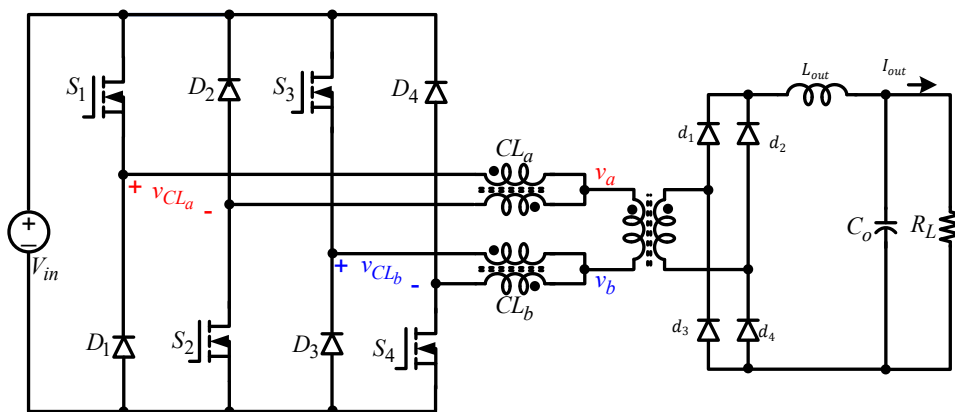 S1
D2
S3
D4
Lout
Iout
d1
d2
CLa
+
vCLa
-
va
+
−
Vin
Co
RL
+
vCLb
-
vb
CLb
D1
S2
D3
S4
d3
d4